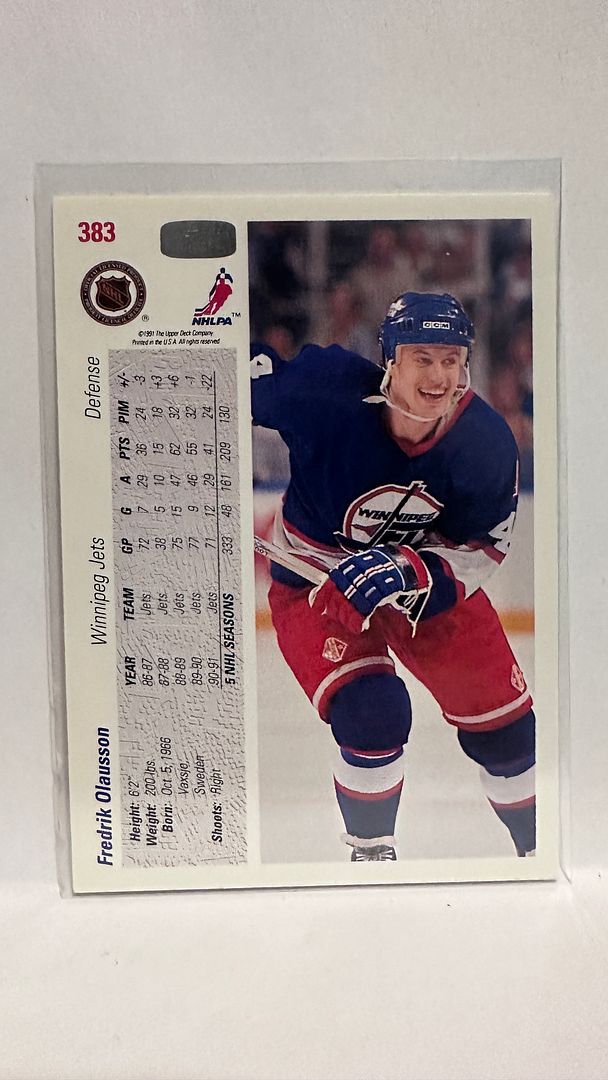 383
NHL
®
NHLPA™
©1991 The Upper Deck Company
Printed in the U.S.A. All rights reserved
Fredrik Olausson Winnipeg Jets Defense
Height: 6'2"
Weight: 200 lbs.
Born: Oct. 5, 1966
Vaxsjo,
Sweden
Shoots: Right
YEAR TEAM GP G A PTS PIM +/-
86-87 Jets 72 7 29 36 24 -3
87-88 Jets 38 5 10 15 18 +3
88-89 Jets 75 15 47 62 32 +6
89-90 Jets 77 9 46 55 32 -1
90-91 Jets 71 12 29 41 24 -22
5 NHL SEASONS 333 48 161 209 130
CCM
WINNIPEG
JETS
4